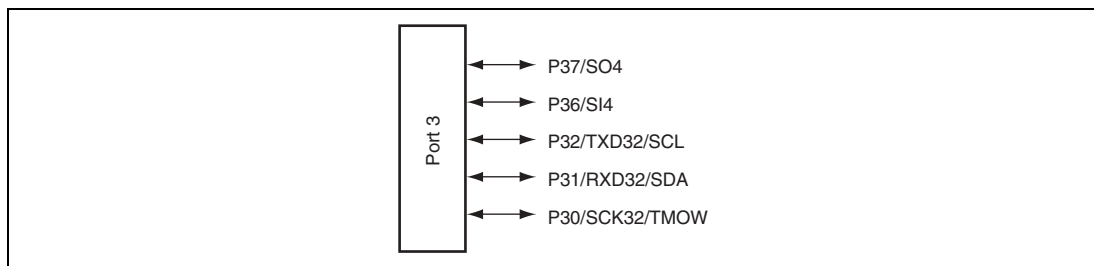 Port 3
P37/SO4
P36/SI4
P32/TXD32/SCL
P31/RXD32/SDA
P30/SCK32/TMOW